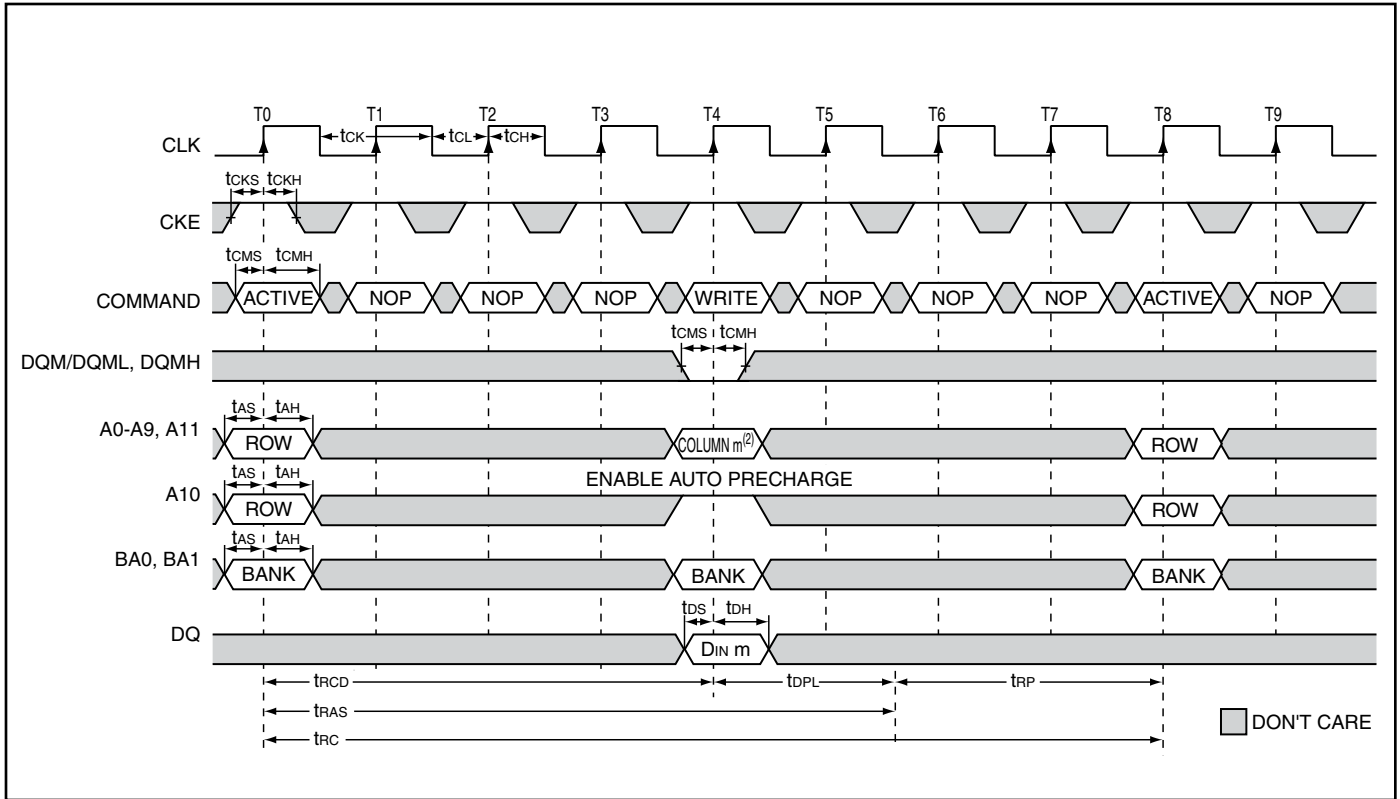 T0 T1 T2 T3 T4 T5 T6 T7 T8 T9
CLK tCK tCL tCH
tCKS tCKH
CKE
tCMS tCMH
COMMAND ACTIVE NOP NOP NOP WRITE NOP NOP NOP ACTIVE NOP
tCMS tCMH
DQM/DQML, DQMH
tAS tAH
A0-A9, A11 ROW COLUMN m(2) ROW
tAS tAH ENABLE AUTO PRECHARGE
A10 ROW ROW
tAS tAH
BA0, BA1 BANK BANK BANK
tDS tDH
DQ DIN m
tRCD tDPL tRP
tRAS
DON'T CARE
tRC